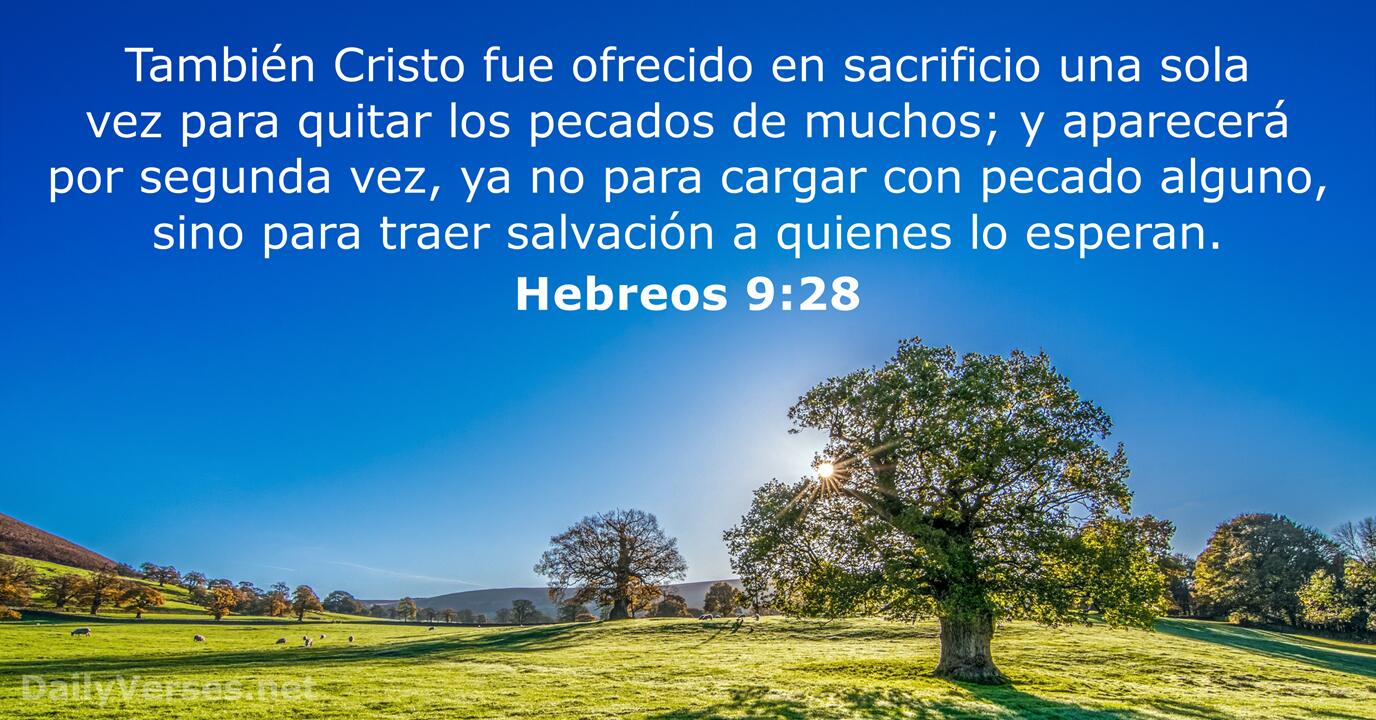 También Cristo fue ofrecido en sacrificio una sola
vez para quitar los pecados de muchos; y aparecerá
por segunda vez, ya no para cargar con pecado alguno,
sino para traer salvación a quienes lo esperan.
Hebreos 9:28
DailyVerses.net